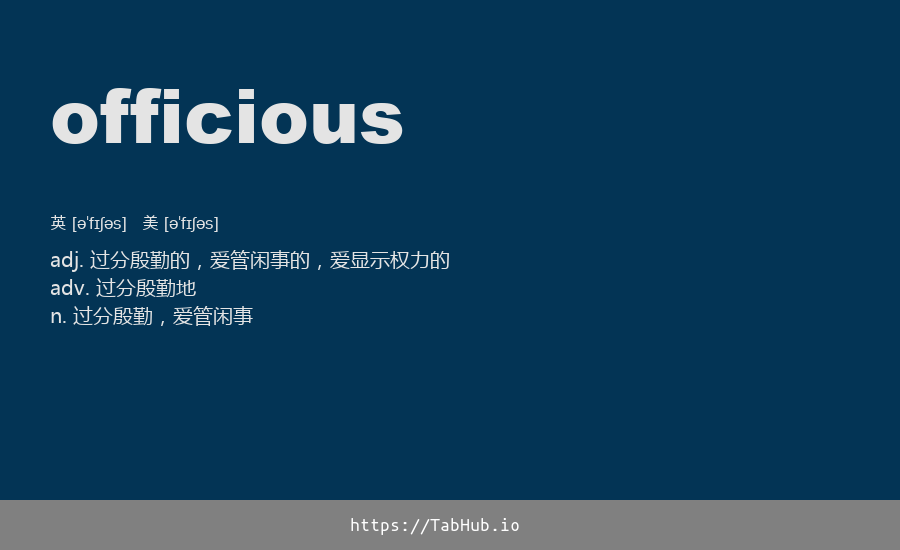 officious
英 [əˈfɪʃəs] 美 [əˈfɪʃəs]
adj. 过分殷勤的，爱管闲事的，爱显示权力的
adv. 过分殷勤地
n. 过分殷勤，爱管闲事
https://TabHub.io